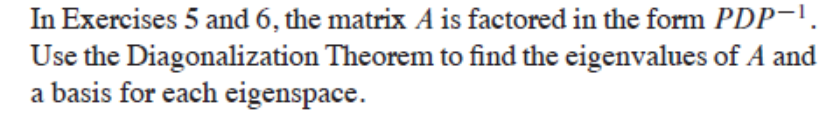 In Exercises 5 and 6, the matrix A is factored in the form PDP⁻¹.
Use the Diagonalization Theorem to find the eigenvalues of A and
a basis for each eigenspace.